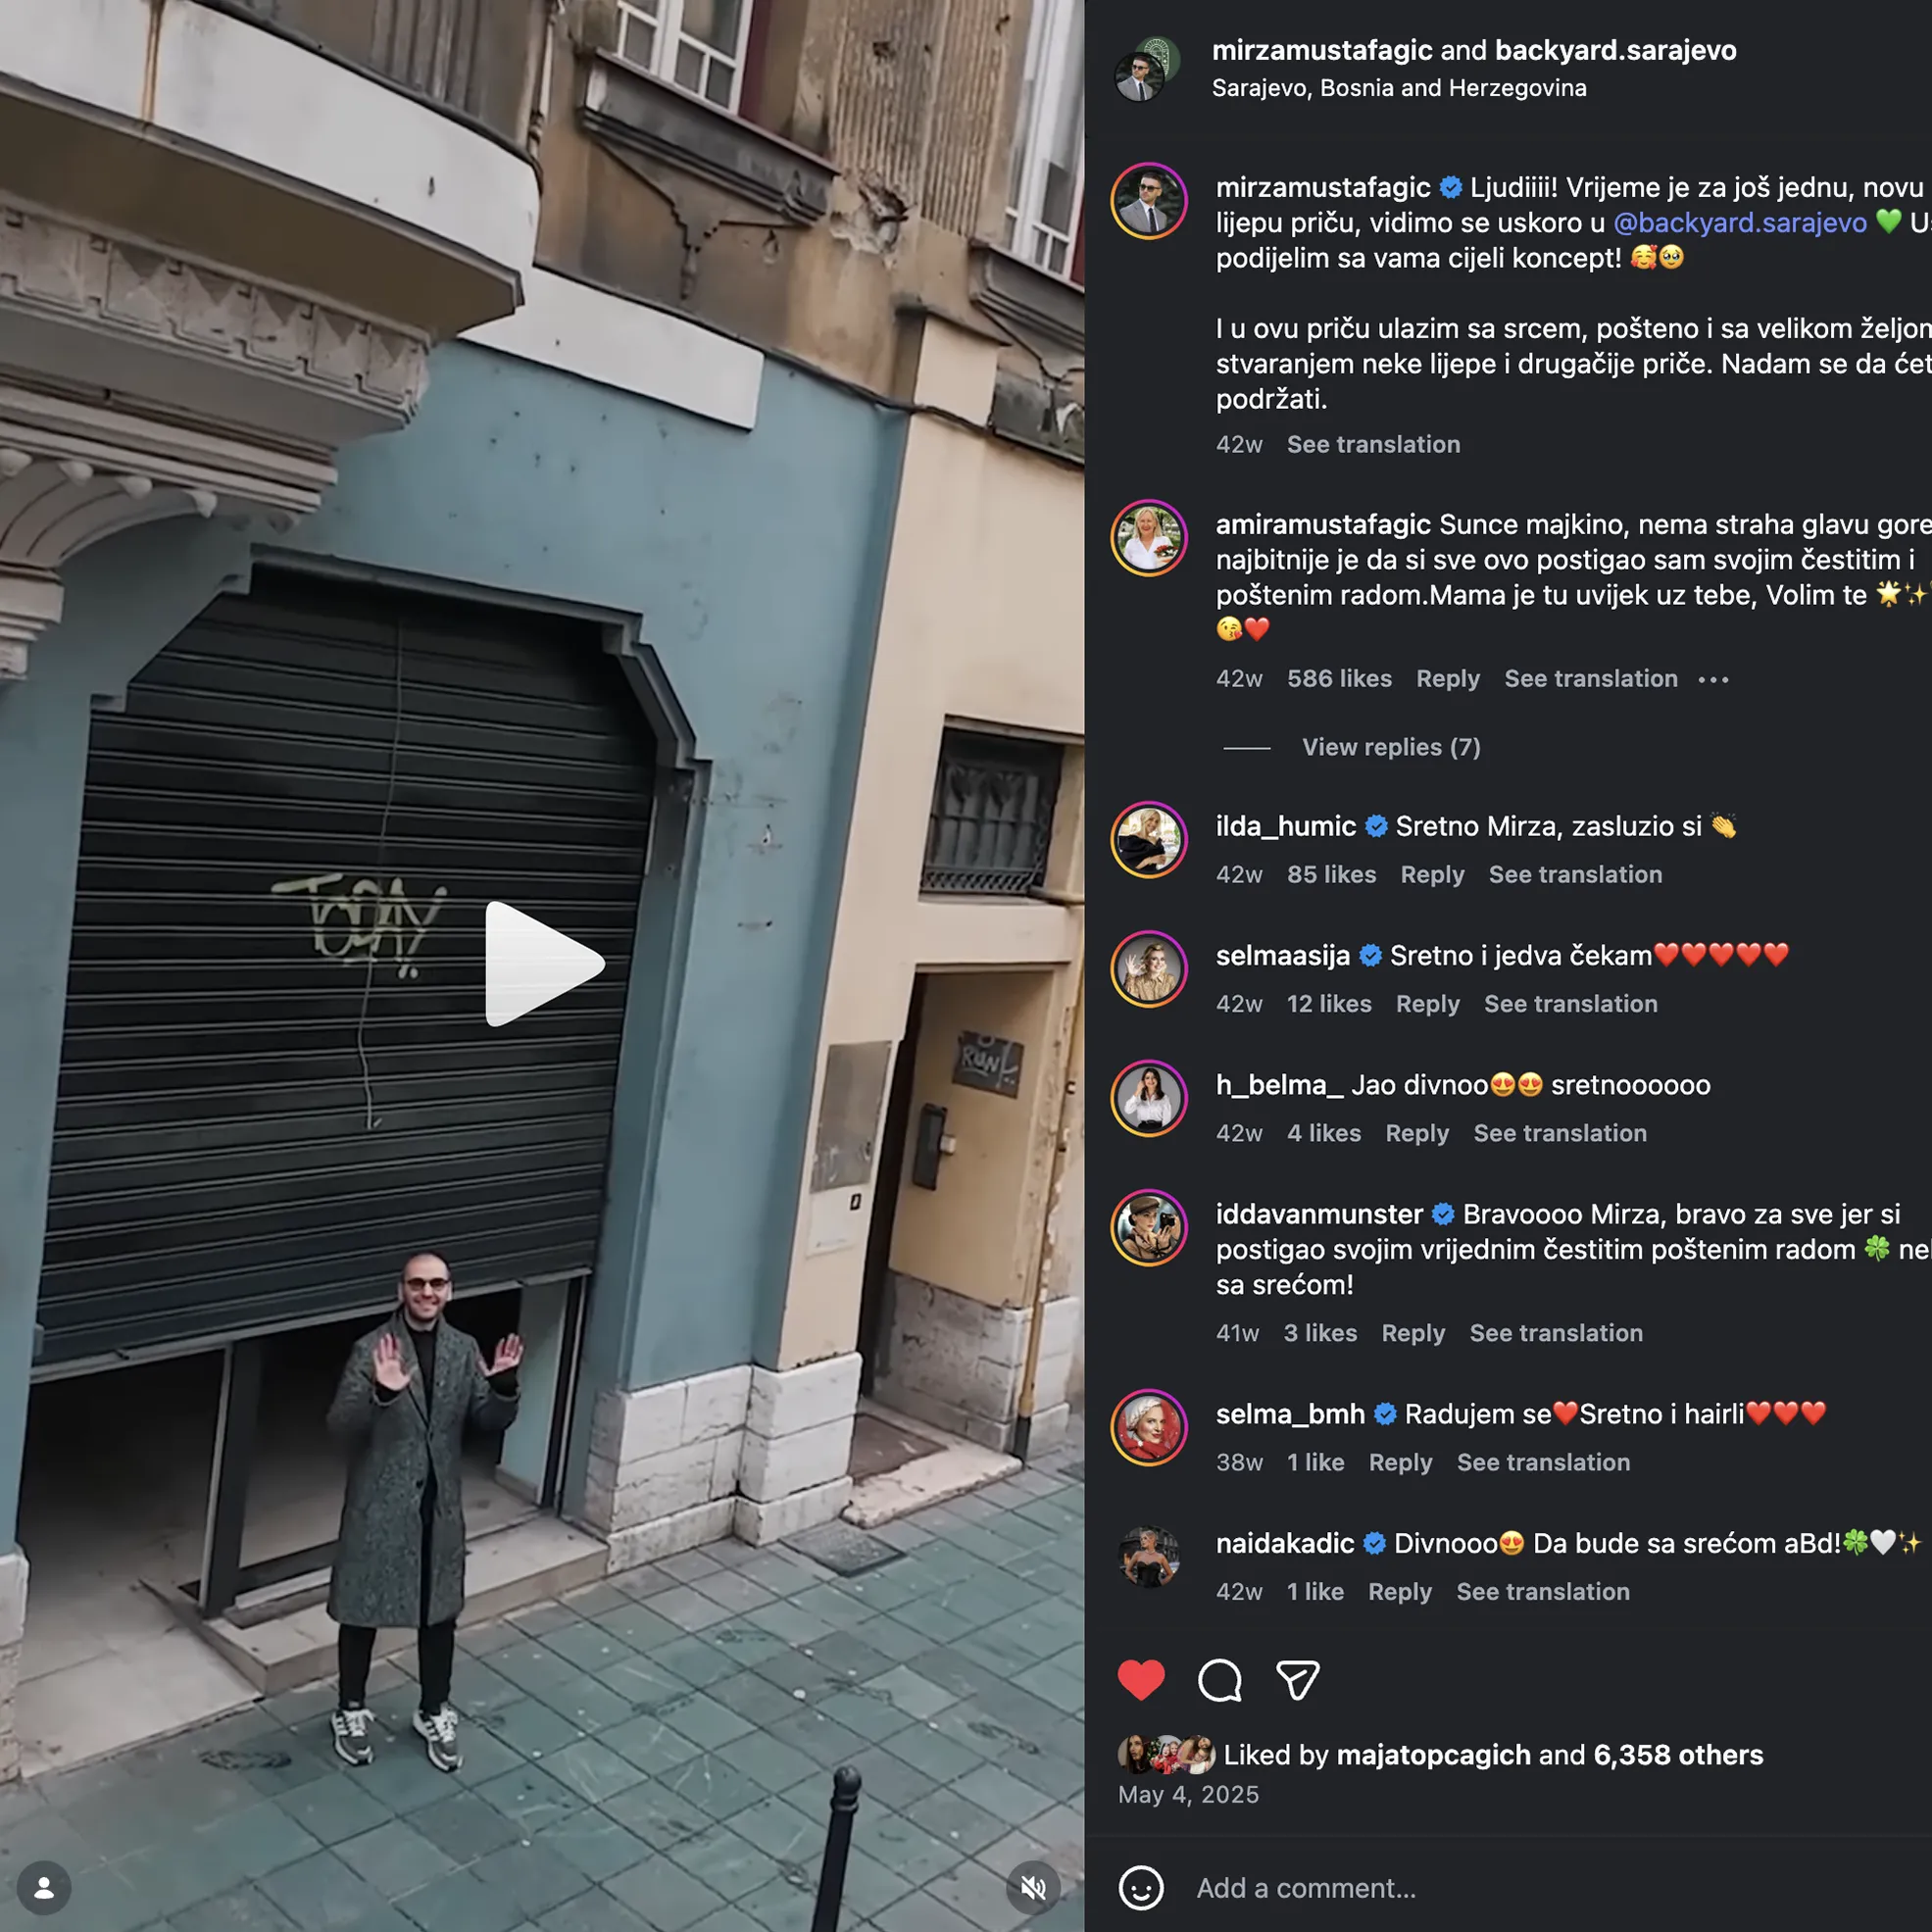 TODAY
RUN!
mirzamustafagic and backyard.sarajevo
Sarajevo, Bosnia and Herzegovina
mirzamustafagic Ljudiiii! Vrijeme je za još jednu, novu
lijepu priču, vidimo se uskoro u @backyard.sarajevo 💚
podijelim sa vama cijeli koncept! 🥰🥹
I u ovu priču ulazim sa srcem, pošteno i sa velikom
stvaranjem neke lijepe i drugačije priče. Nadam se da
podržati.
42w See translation
amiramustafagic Sunce majkino, nema straha glavu gore
najbitnije je da si sve ovo postigao sam svojim čestitim i
poštenim radom.Mama je tu uvijek uz tebe, Volim te 🌟✨
😘❤️
42w 586 likes Reply See translation
View replies (7)
ilda_humic Sretno Mirza, zasluzio si 👏
42w 85 likes Reply See translation
selmaasija Sretno i jedva čekam❤️❤️❤️❤️❤️
42w 12 likes Reply See translation
h_belma_ Jao divnoo😍😍 sretnoooooo
42w 4 likes Reply See translation
iddavanmunster Bravoooo Mirza, bravo za sve jer si
postigao svojim vrijednim čestitim poštenim radom 🍀
sa srećom!
41w 3 likes Reply See translation
selma_bmh Radujem se❤️Sretno i hairli❤️❤️❤️
38w 1 like Reply See translation
naidakadic Divnooo😍 Da bude sa srećom aBd!🍀🤍✨
42w 1 like Reply See translation
Liked by majatopcagich and 6,358 others
May 4, 2025
Add a comment...